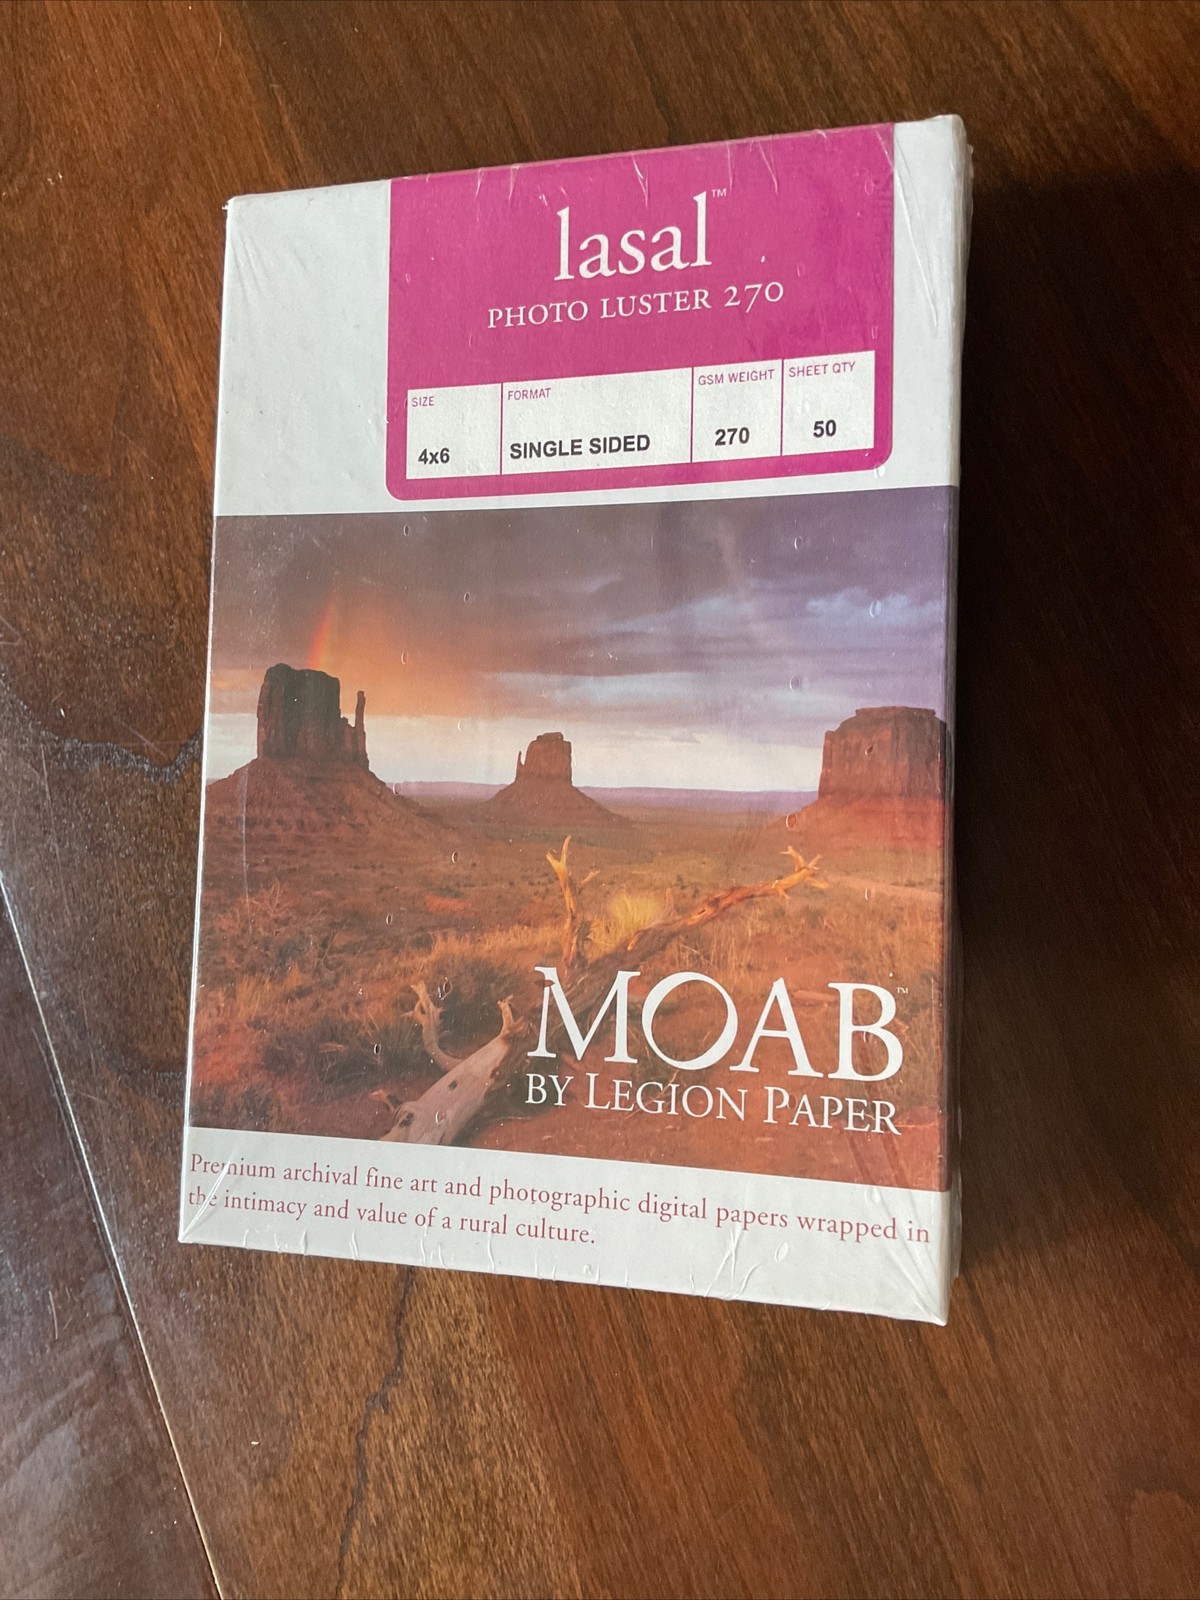 lasal™
PHOTO LUSTER 270
SIZE FORMAT GSM WEIGHT SHEET QTY
4x6 SINGLE SIDED 270 50
MOAB™
BY LEGION PAPER
Premium archival fine art and photographic digital papers wrapped in
the intimacy and value of a rural culture.